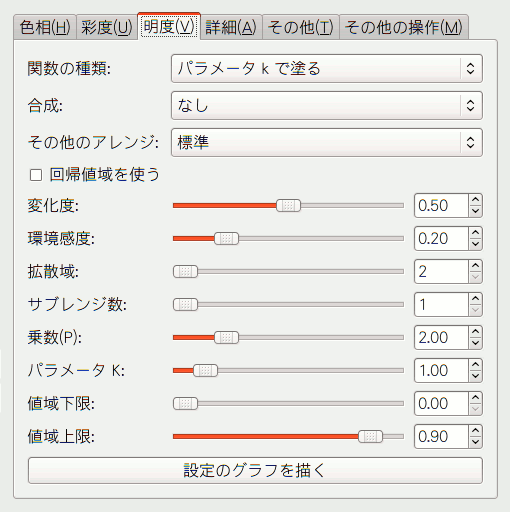 色相(H) 彩度(U) 明度(V) 詳細(A) その他(T) その他の操作(M)
関数の種類: パラメータ k で塗る
合成: なし
その他のアレンジ: 標準
回帰値域を使う
変化度: 0.50
環境感度: 0.20
拡散域: 2
サブレンジ数: 1
乗数(P): 2.00
パラメータ K: 1.00
値域下限: 0.00
値域上限: 0.90
設定のグラフを描く